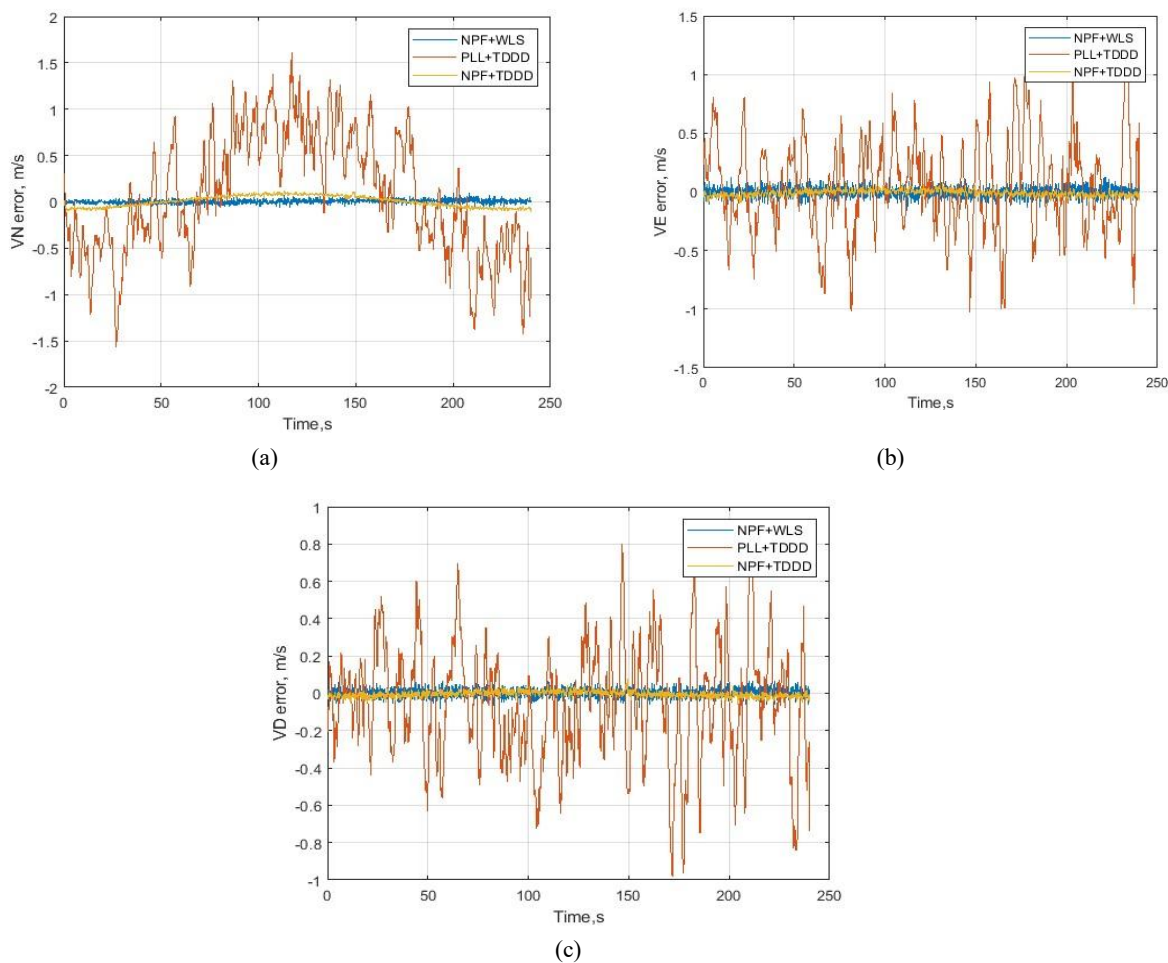 2
1.5
1
0.5
0
-0.5
-1
-1.5
-2
VN error, m/s
NPF+WLS
PLL+TDDD
NPF+TDDD
0 50 100 150 200 250
Time,s
(a)
1.5
1
0.5
0
-0.5
-1
-1.5
VE error, m/s
NPF+WLS
PLL+TDDD
NPF+TDDD
0 50 100 150 200 250
Time,s
(b)
1
0.8
0.6
0.4
0.2
0
-0.2
-0.4
-0.6
-0.8
-1
VD error, m/s
NPF+WLS
PLL+TDDD
NPF+TDDD
0 50 100 150 200 250
Time,s
(c)